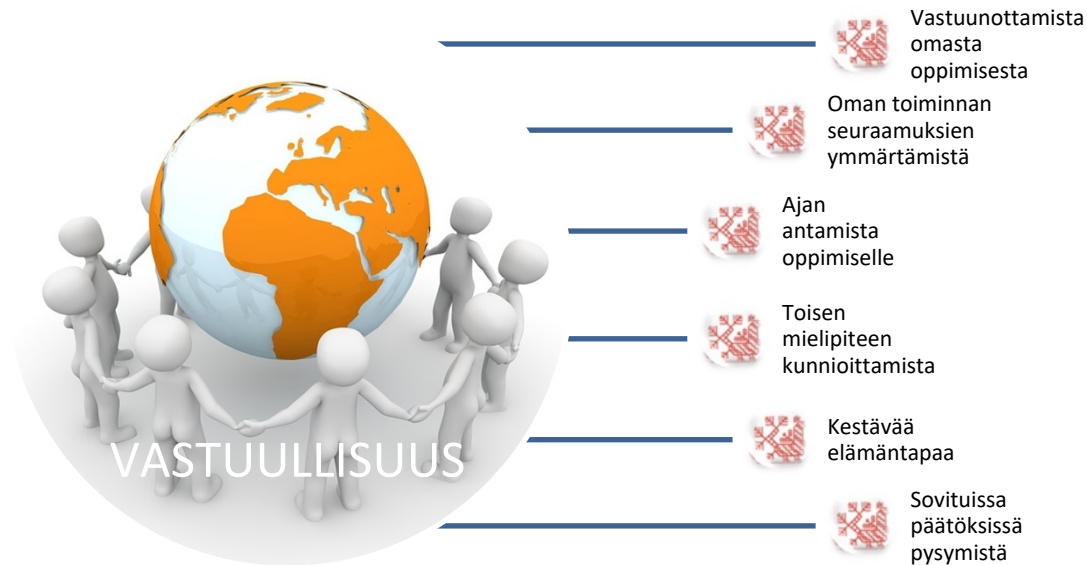 Vastuunottamista
omasta
oppimisesta
Oman toiminnan
seuraamuksien
ymmärtämistä
Ajan
antamista
oppimiselle
Toisen
mielipiteen
kunnioittamista
Kestävää
elämäntapaa
VASTUULLISUUS
Sovituissa
päätöksissä
pysymistä